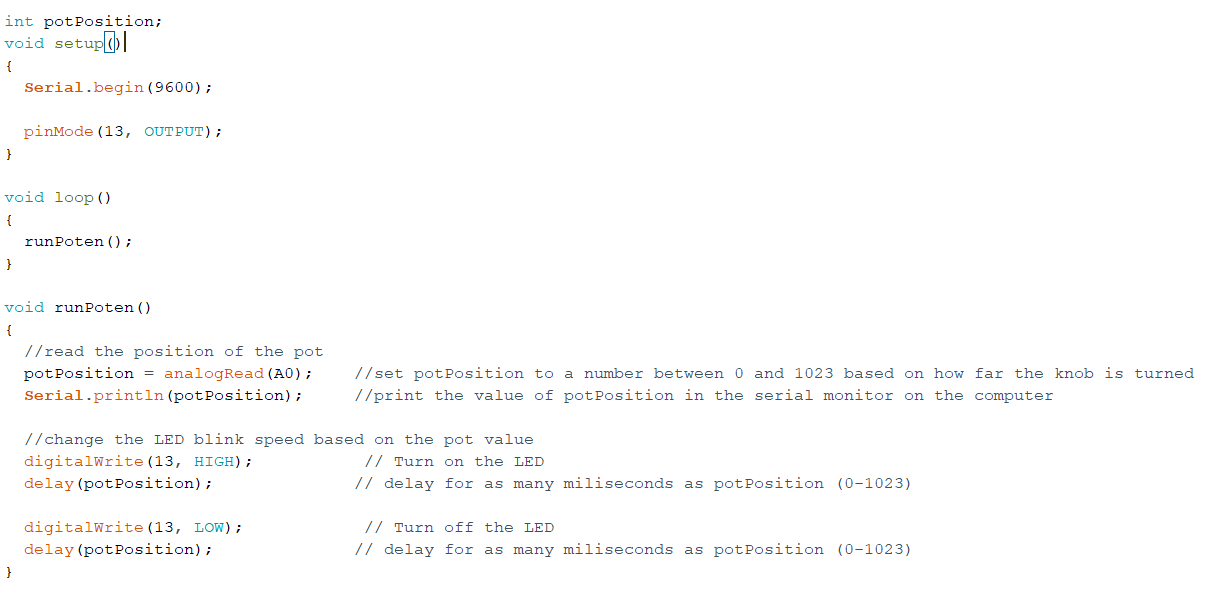 int potPosition;
void setup()
{
  Serial.begin(9600);

  pinMode(13, OUTPUT);
}

void loop()
{
  runPoten();
}

void runPoten()
{
  //read the position of the pot
  potPosition = analogRead(A0);    //set potPosition to a number between 0 and 1023 based on how far the knob is turned
  Serial.println(potPosition);     //print the value of potPosition in the serial monitor on the computer

  //change the LED blink speed based on the pot value
  digitalWrite(13, HIGH);           // Turn on the LED
  delay(potPosition);              // delay for as many miliseconds as potPosition (0-1023)

  digitalWrite(13, LOW);            // Turn off the LED
  delay(potPosition);              // delay for as many miliseconds as potPosition (0-1023)
}